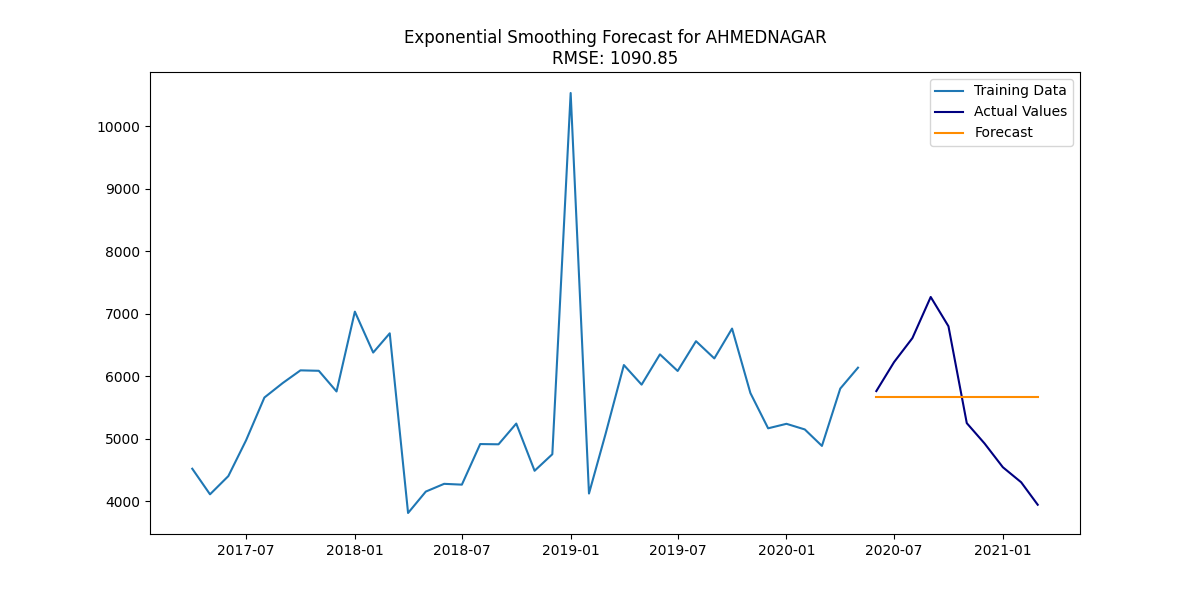 Exponential Smoothing Forecast for AHMEDNAGAR
RMSE: 1090.85
Training Data
Actual Values
Forecast
10000
9000
8000
7000
6000
5000
4000
2017-07 2018-01 2018-07 2019-01 2019-07 2020-01 2020-07 2021-01